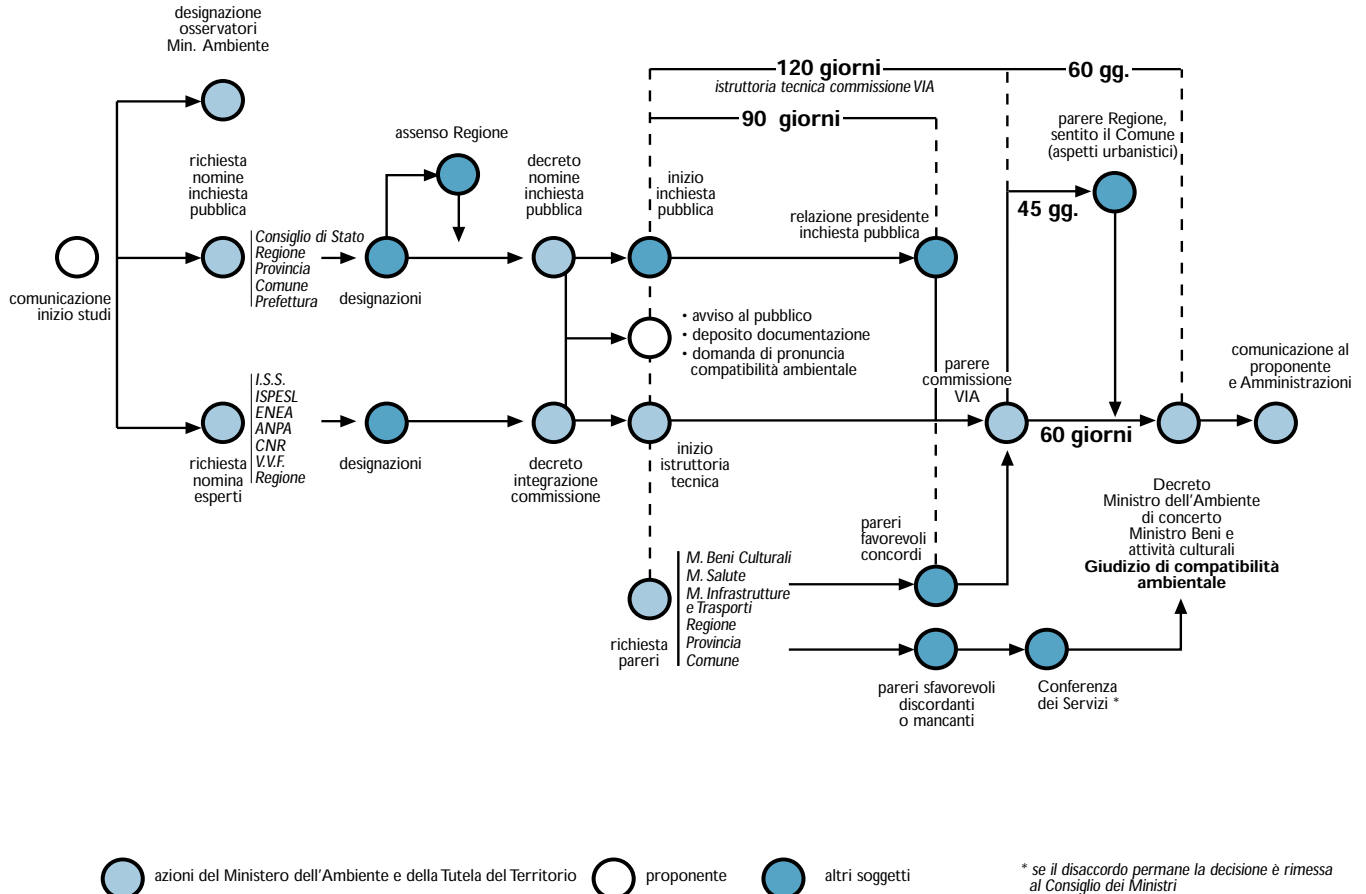 designazione
osservatori
Min. Ambiente
120 giorni
60 gg.
istruttoria tecnica commissione VIA
90 giorni
assenso Regione
parere Regione,
sentito il Comune
(aspetti urbanistici)
richiesta
nomine
inchiesta
pubblica
decreto
nomine
inchiesta
pubblica
inizio
inchiesta
pubblica
45 gg.
relazione presidente
inchiesta pubblica
Consiglio di Stato
Regione
Provincia
Comune
Prefettura
comunicazione
inizio studi
designazioni
• avviso al pubblico
• deposito documentazione
• domanda di pronuncia
compatibilità ambientale
parere
commissione
VIA
comunicazione al
proponente
e Amministrazioni
I.S.S.
ISPESL
ENEA
ANPA
CNR
V.V.F.
Regione
60 giorni
richiesta
nomina
esperti
designazioni
decreto
integrazione
commissione
inizio
istruttoria
tecnica
Decreto
Ministro dell'Ambiente
di concerto
Ministro Beni e
attività culturali
Giudizio di compatibilità
ambientale
pareri
favorevoli
concordi
M. Beni Culturali
M. Salute
M. Infrastrutture
e Trasporti
Regione
Provincia
Comune
richiesta
pareri
pareri sfavorevoli
discordanti
o mancanti
Conferenza
dei Servizi *
azioni del Ministero dell'Ambiente e della Tutela del Territorio
proponente
altri soggetti
* se il disaccordo permane la decisione è rimessa
al Consiglio dei Ministri